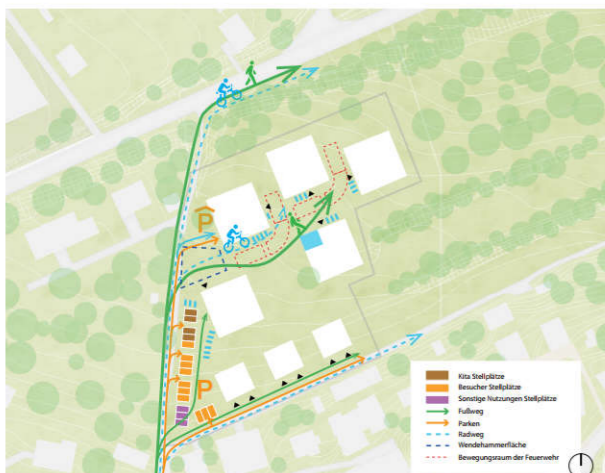 P
P
Kita Stellplätze
Besucher Stellplätze
Sonstige Nutzungen Stellplätze
Fußweg
Parken
Radweg
Wendehammerfläche
Bewegungsraum der Feuerwehr